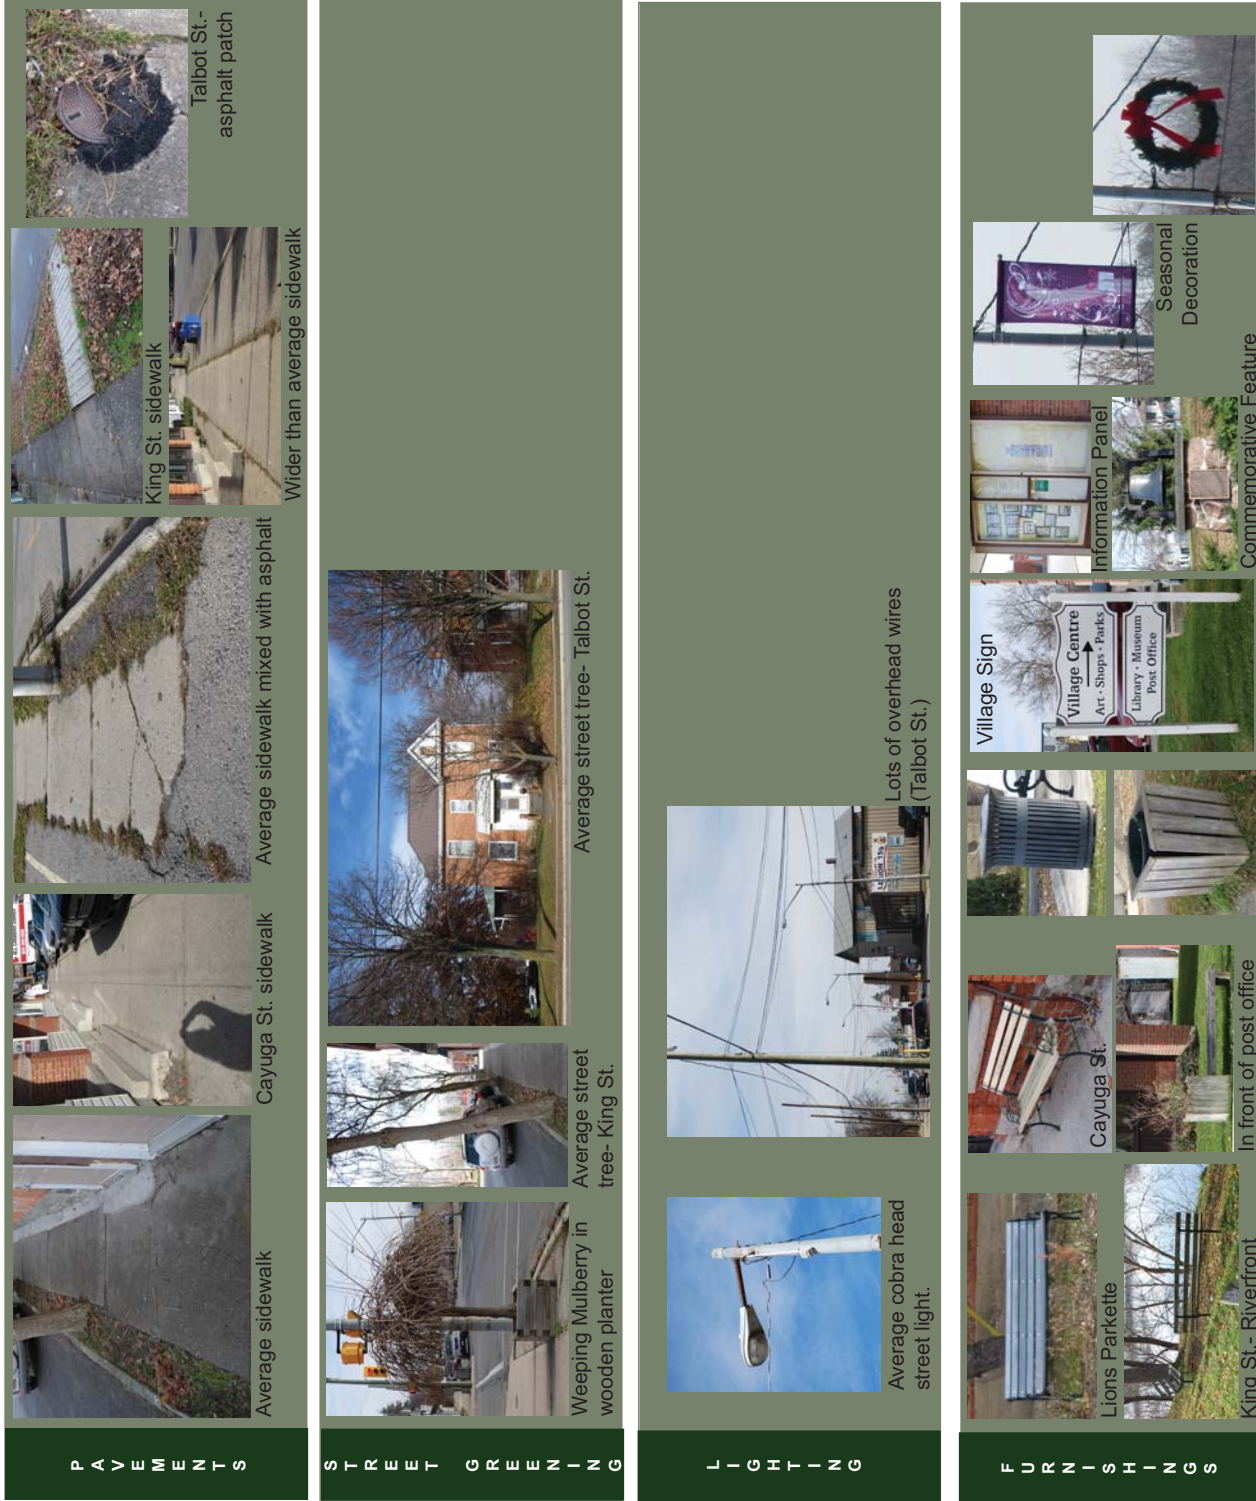 PAVEMENTS
Average sidewalk
Cayuga St. sidewalk
Average sidewalk mixed with asphalt
King St. sidewalk
Wider than average sidewalk
Talbot St.-
asphalt patch
STREET GREENING
Weeping Mulberry in
wooden planter
Average street
tree- King St.
Average street tree- Talbot St.
LIGHTING
Average cobra head
street light.
Lots of overhead wires
(Talbot St.)
LEGION 159
FURNISHINGS
Lions Parkette
King St.- Riverfront
Cayuga St.
In front of post office
Village Sign
Village Centre
Art · Shops · Parks
Library · Museum
Post Office
Information Panel
Commemorative Feature
Seasonal
Decoration